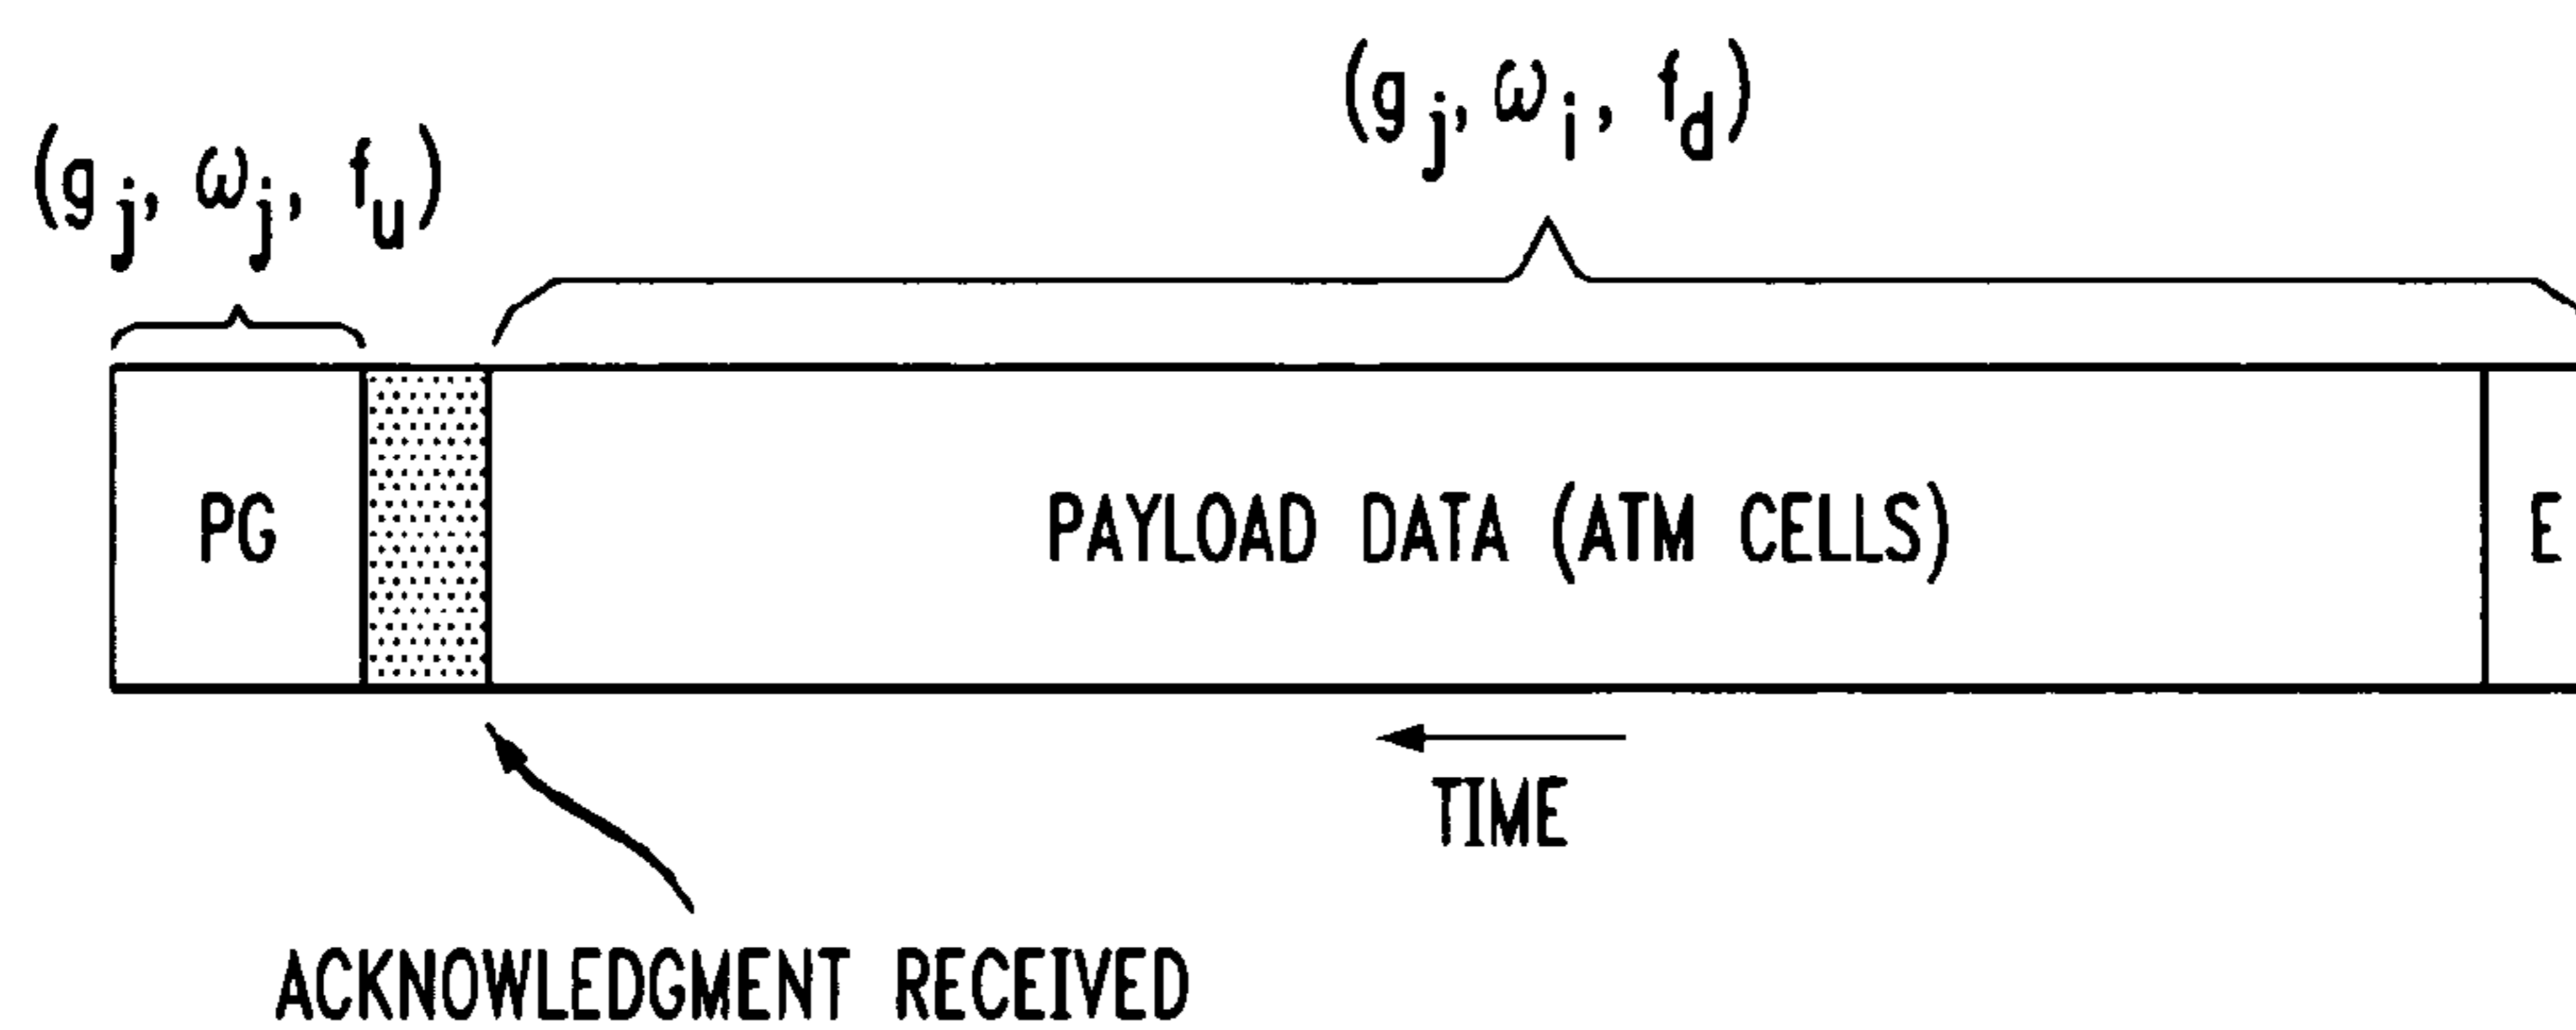 (g_j, ω_i, f_d)
(g_j, ω_j, f_u)
PG
PAYLOAD DATA (ATM CELLS)
E
TIME
ACKNOWLEDGMENT RECEIVED